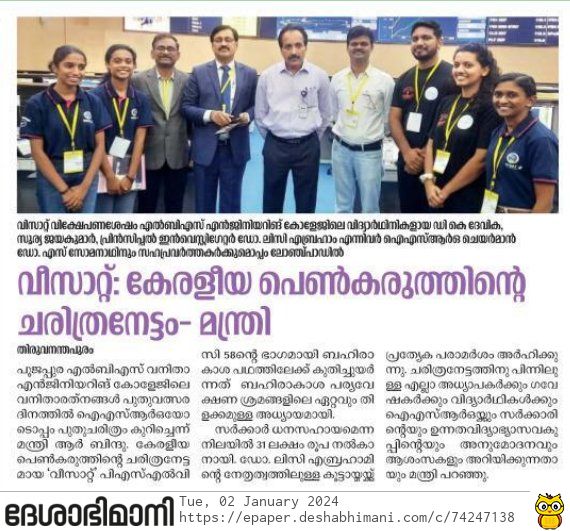 വിസാറ്റ് വിക്ഷേപണശേഷം എൽബിഎസ് എൻജിനിയറിങ് കോളേജിലെ വിദ്യാർഥിനികളായ ഡി കെ ദേവിക,
സൂര്യ ജയകുമാർ, പ്രിൻസിപ്പൽ ഇൻവെസ്റ്റിഗേറ്റർ ഡോ. ലിസി എബ്രഹാം എന്നിവർ ഐഎസ്ആർഒ ചെയർമാൻ
ഡോ. എസ് സോമനാഥിനും സഹപ്രവർത്തകർക്കുമൊപ്പം ലോഞ്ച്പാഡിൽ
വീസാറ്റ്: കേരളീയ പെൺകരുത്തിന്റെ
ചരിത്രനേട്ടം– മന്ത്രി
തിരുവനന്തപുരം
പൂജപ്പുര എൽബിഎസ് വനിതാ
എൻജിനിയറിങ് കോളേജിലെ
വനിതാരത്നങ്ങൾ പുതുവത്സര
ദിനത്തിൽ ഐഎസ്ആർഒയോ
ടൊപ്പം പുതുചരിത്രം കുറിച്ചെന്ന്
മന്ത്രി ആർ ബിന്ദു. കേരളീയ
പെൺകരുത്തിന്റെ ചരിത്രനേട്ട
മായ 'വീസാറ്റ്' പിഎസ്എൽവി
സി 58ന്റെ ഭാഗമായി ബഹിരാ
കാശ പഥത്തിലേക്ക് കുതിച്ചുയർ
ന്നത് ബഹിരാകാശ പര്യവേ
ക്ഷണ ശ്രമങ്ങളിലെ ഏറ്റവും തി
ളക്കമുള്ള അധ്യായമായി.
സർക്കാർ ധനസഹായമെന്ന
നിലയിൽ 31 ലക്ഷം രൂപ നൽകാ
നായി. ഡോ. ലിസി എബ്രഹാമി
ന്റെ നേതൃത്വത്തിലുള്ള കൂട്ടായ്മയ്ക്ക്
പ്രത്യേക പരാമർശം അർഹിക്കു
ന്നു. ചരിത്രനേട്ടത്തിനു പിന്നിലു
ള്ള എല്ലാ അധ്യാപകർക്കും ഗവേ
ഷകർക്കും വിദ്യാർഥികൾക്കും
ഐഎസ്ആർഒയ്ക്കും സർക്കാരി
ന്റെയും ഉന്നതവിദ്യാഭ്യാസവകു
പ്പിന്റെയും അനുമോദനവും
ആശംസകളും അറിയിക്കുന്നതാ
യും മന്ത്രി പറഞ്ഞു.
ദേശാഭിമാനി
Tue, 02 January 2024
https://epaper.deshabhimani.com/c/74247138